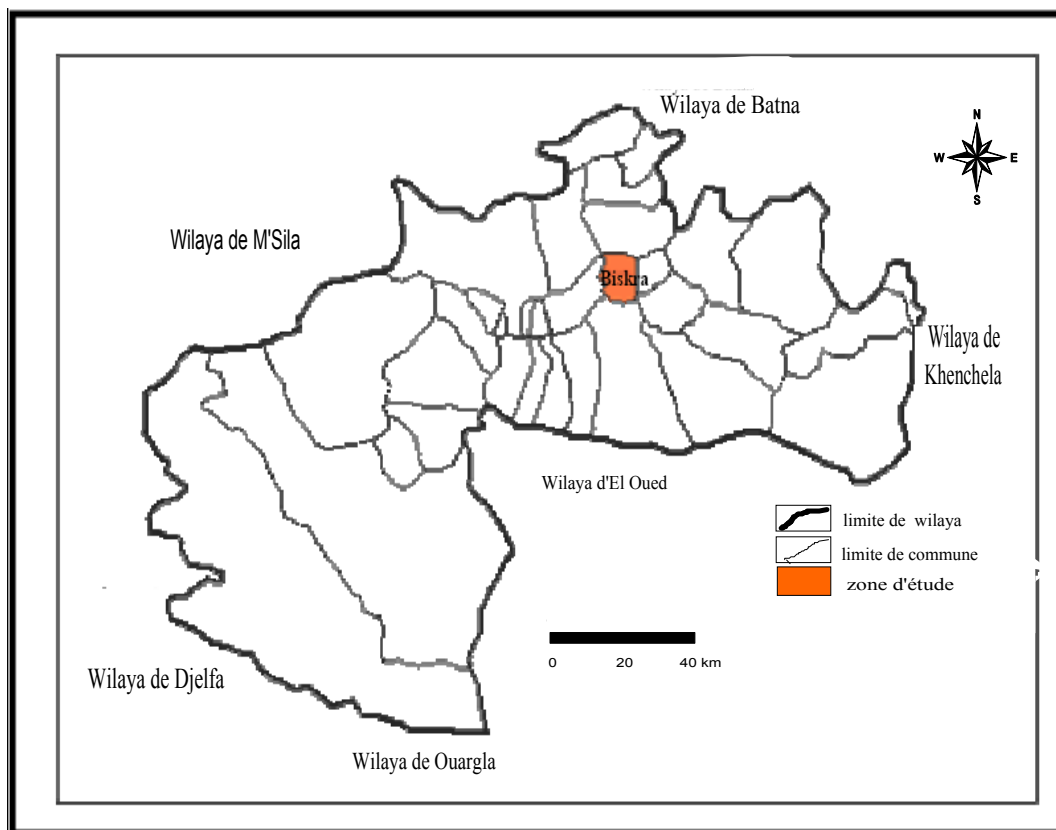 Wilaya de Batna
N
W E
S
Wilaya de M'Sila
Biskra
Wilaya de
Khenchela
Wilaya d'El Oued
limite de wilaya
limite de commune
zone d'étude
0 20 40 km
Wilaya de Djelfa
Wilaya de Ouargla